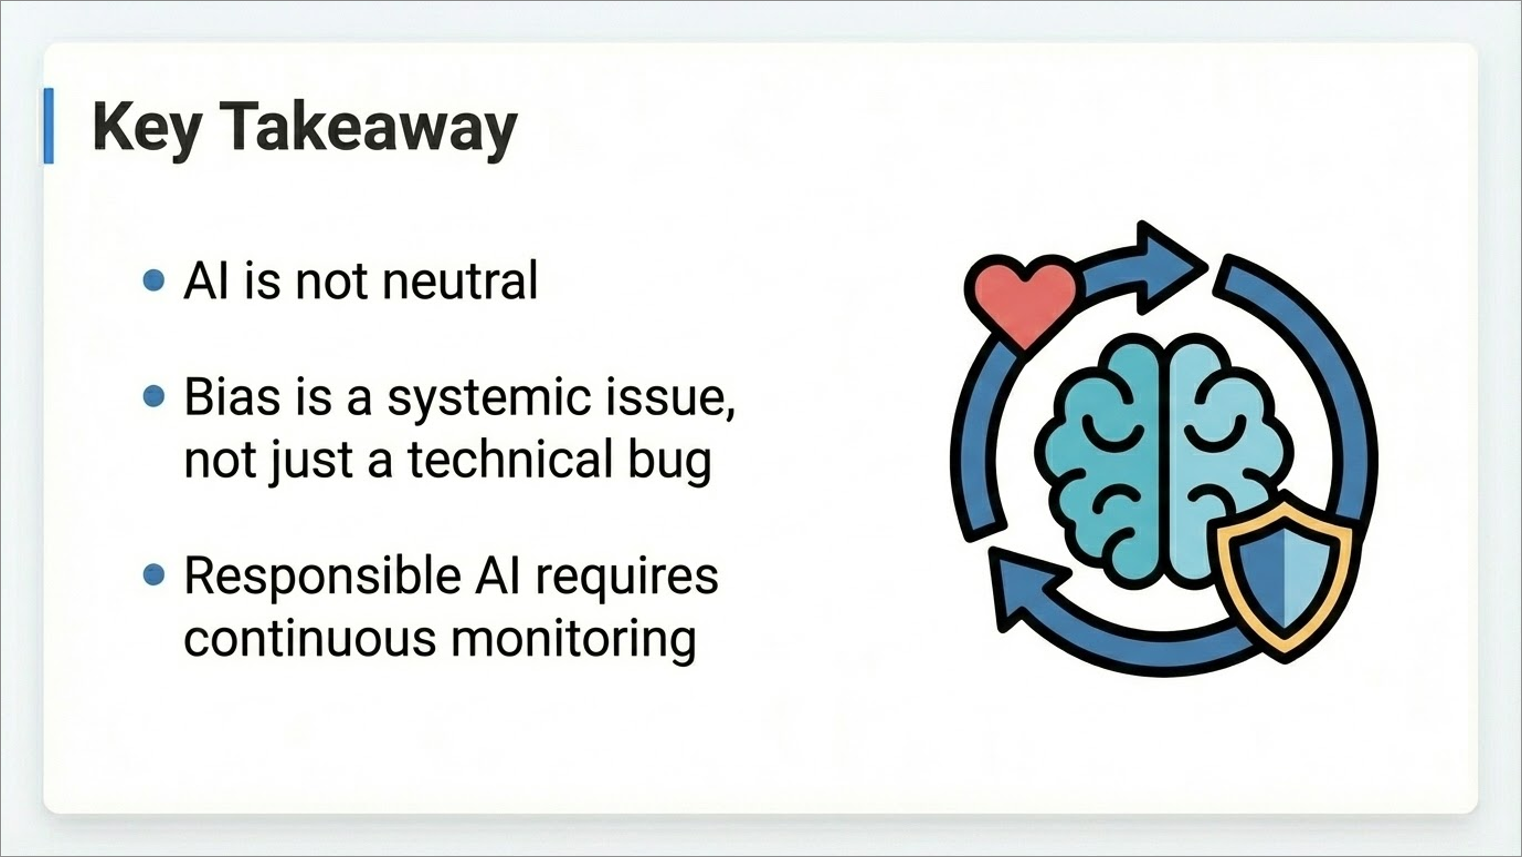 Key Takeaway
AI is not neutral
Bias is a systemic issue,
not just a technical bug
Responsible AI requires
continuous monitoring